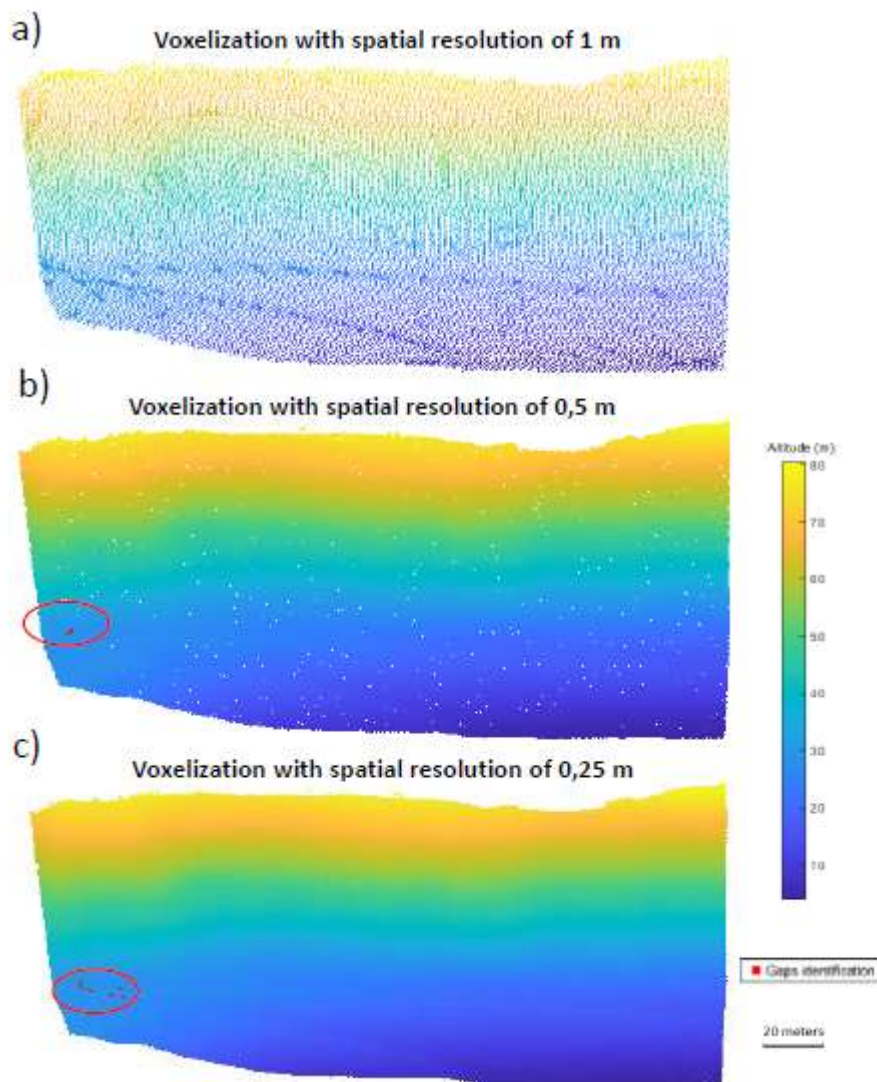 a)
Voxelization with spatial resolution of 1 m
b)
Voxelization with spatial resolution of 0,5 m
Altitude (m)
80
70
60
50
40
30
20
10
c)
Voxelization with spatial resolution of 0,25 m
Gaps identification
20 meters